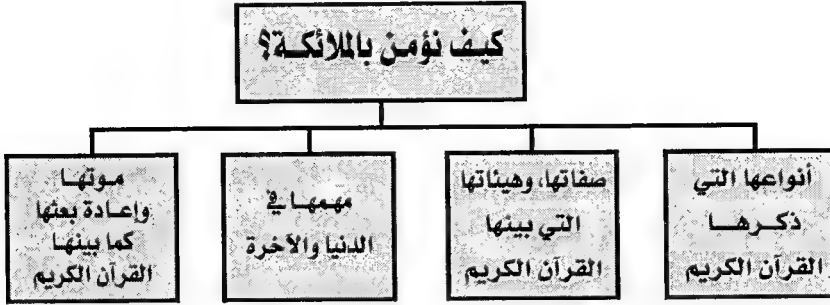 كيف نؤمن بالملائكة؟
أنواعها التي
ذكرها
القرآن الكريم
صفاتها، وهيئاتها
التي بينها
القرآن الكريم
مهمها في
الدنيا والآخرة
موتها
وإعادة بعثها
كما بينها
القرآن الكريم